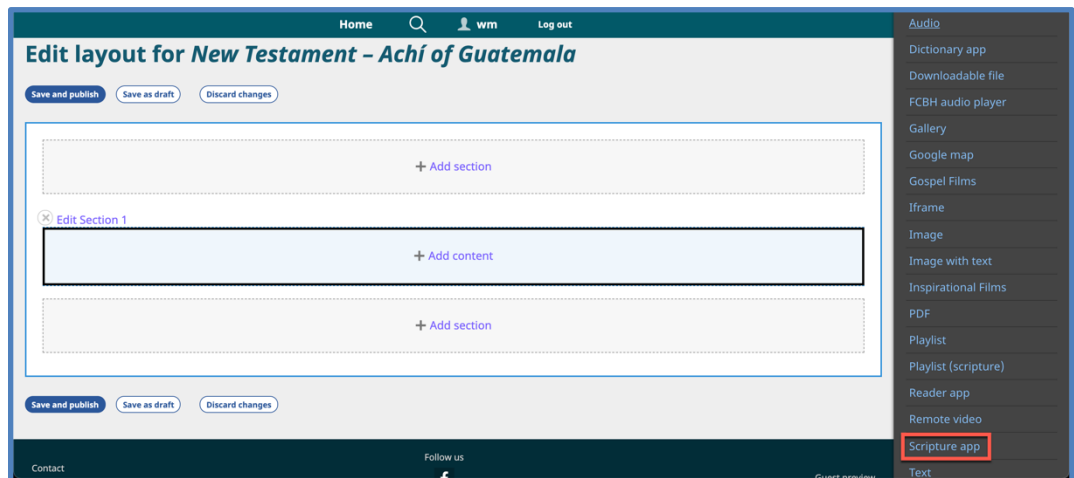 Home wm Log out
Edit layout for New Testament – Achí of Guatemala
Save and publish Save as draft Discard changes
+ Add section
Edit Section 1
+ Add content
+ Add section
Save and publish Save as draft Discard changes
Follow us
Contact
Guest preview
Audio
Dictionary app
Downloadable file
FCBH audio player
Gallery
Google map
Gospel Films
Iframe
Image
Image with text
Inspirational Films
PDF
Playlist
Playlist (scripture)
Reader app
Remote video
Scripture app
Text